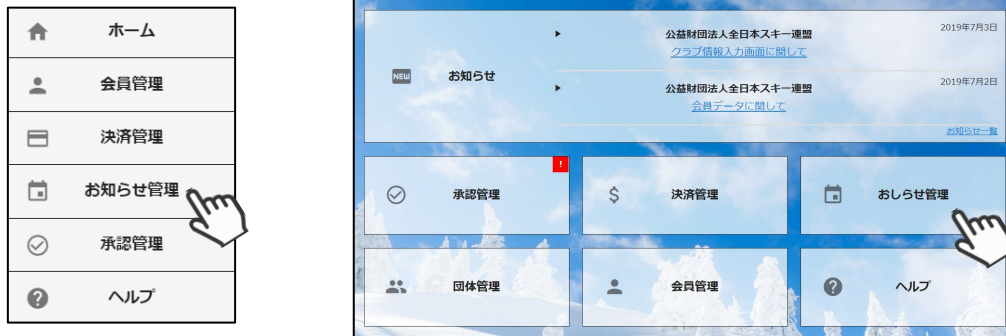 ホーム
会員管理
決済管理
お知らせ管理
承認管理
ヘルプ
NEW お知らせ
公益財団法人全日本スキー連盟 2019年7月3日
クラブ情報入力画面に関して
公益財団法人全日本スキー連盟 2019年7月2日
会員データに関して
お知らせ一覧
!
承認管理 $ 決済管理 おしらせ管理
団体管理 会員管理 ? ヘルプ